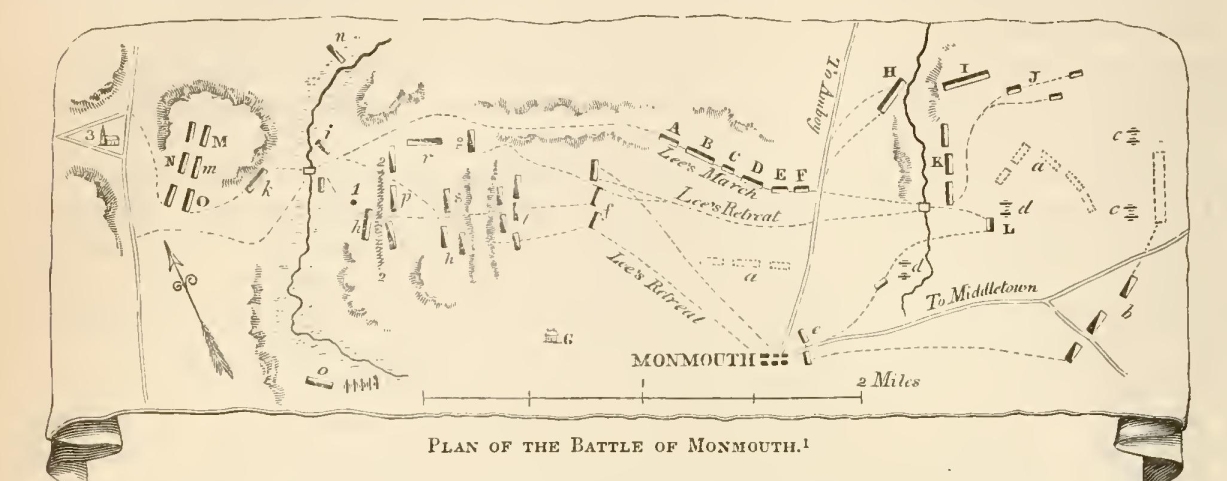 n
To Amboy
H
I
J
3
M
N
m
O
k
i
r
A
B
C
D
E
F
Lee's March
Lee's Retreat
K
c
a
c
d
L
1
h
2
p
2
h
f
a
Lee's Retreat
d
To Middletown
b
G
e
MONMOUTH
o
1
2 Miles
PLAN OF THE BATTLE OF MONMOUTH.¹